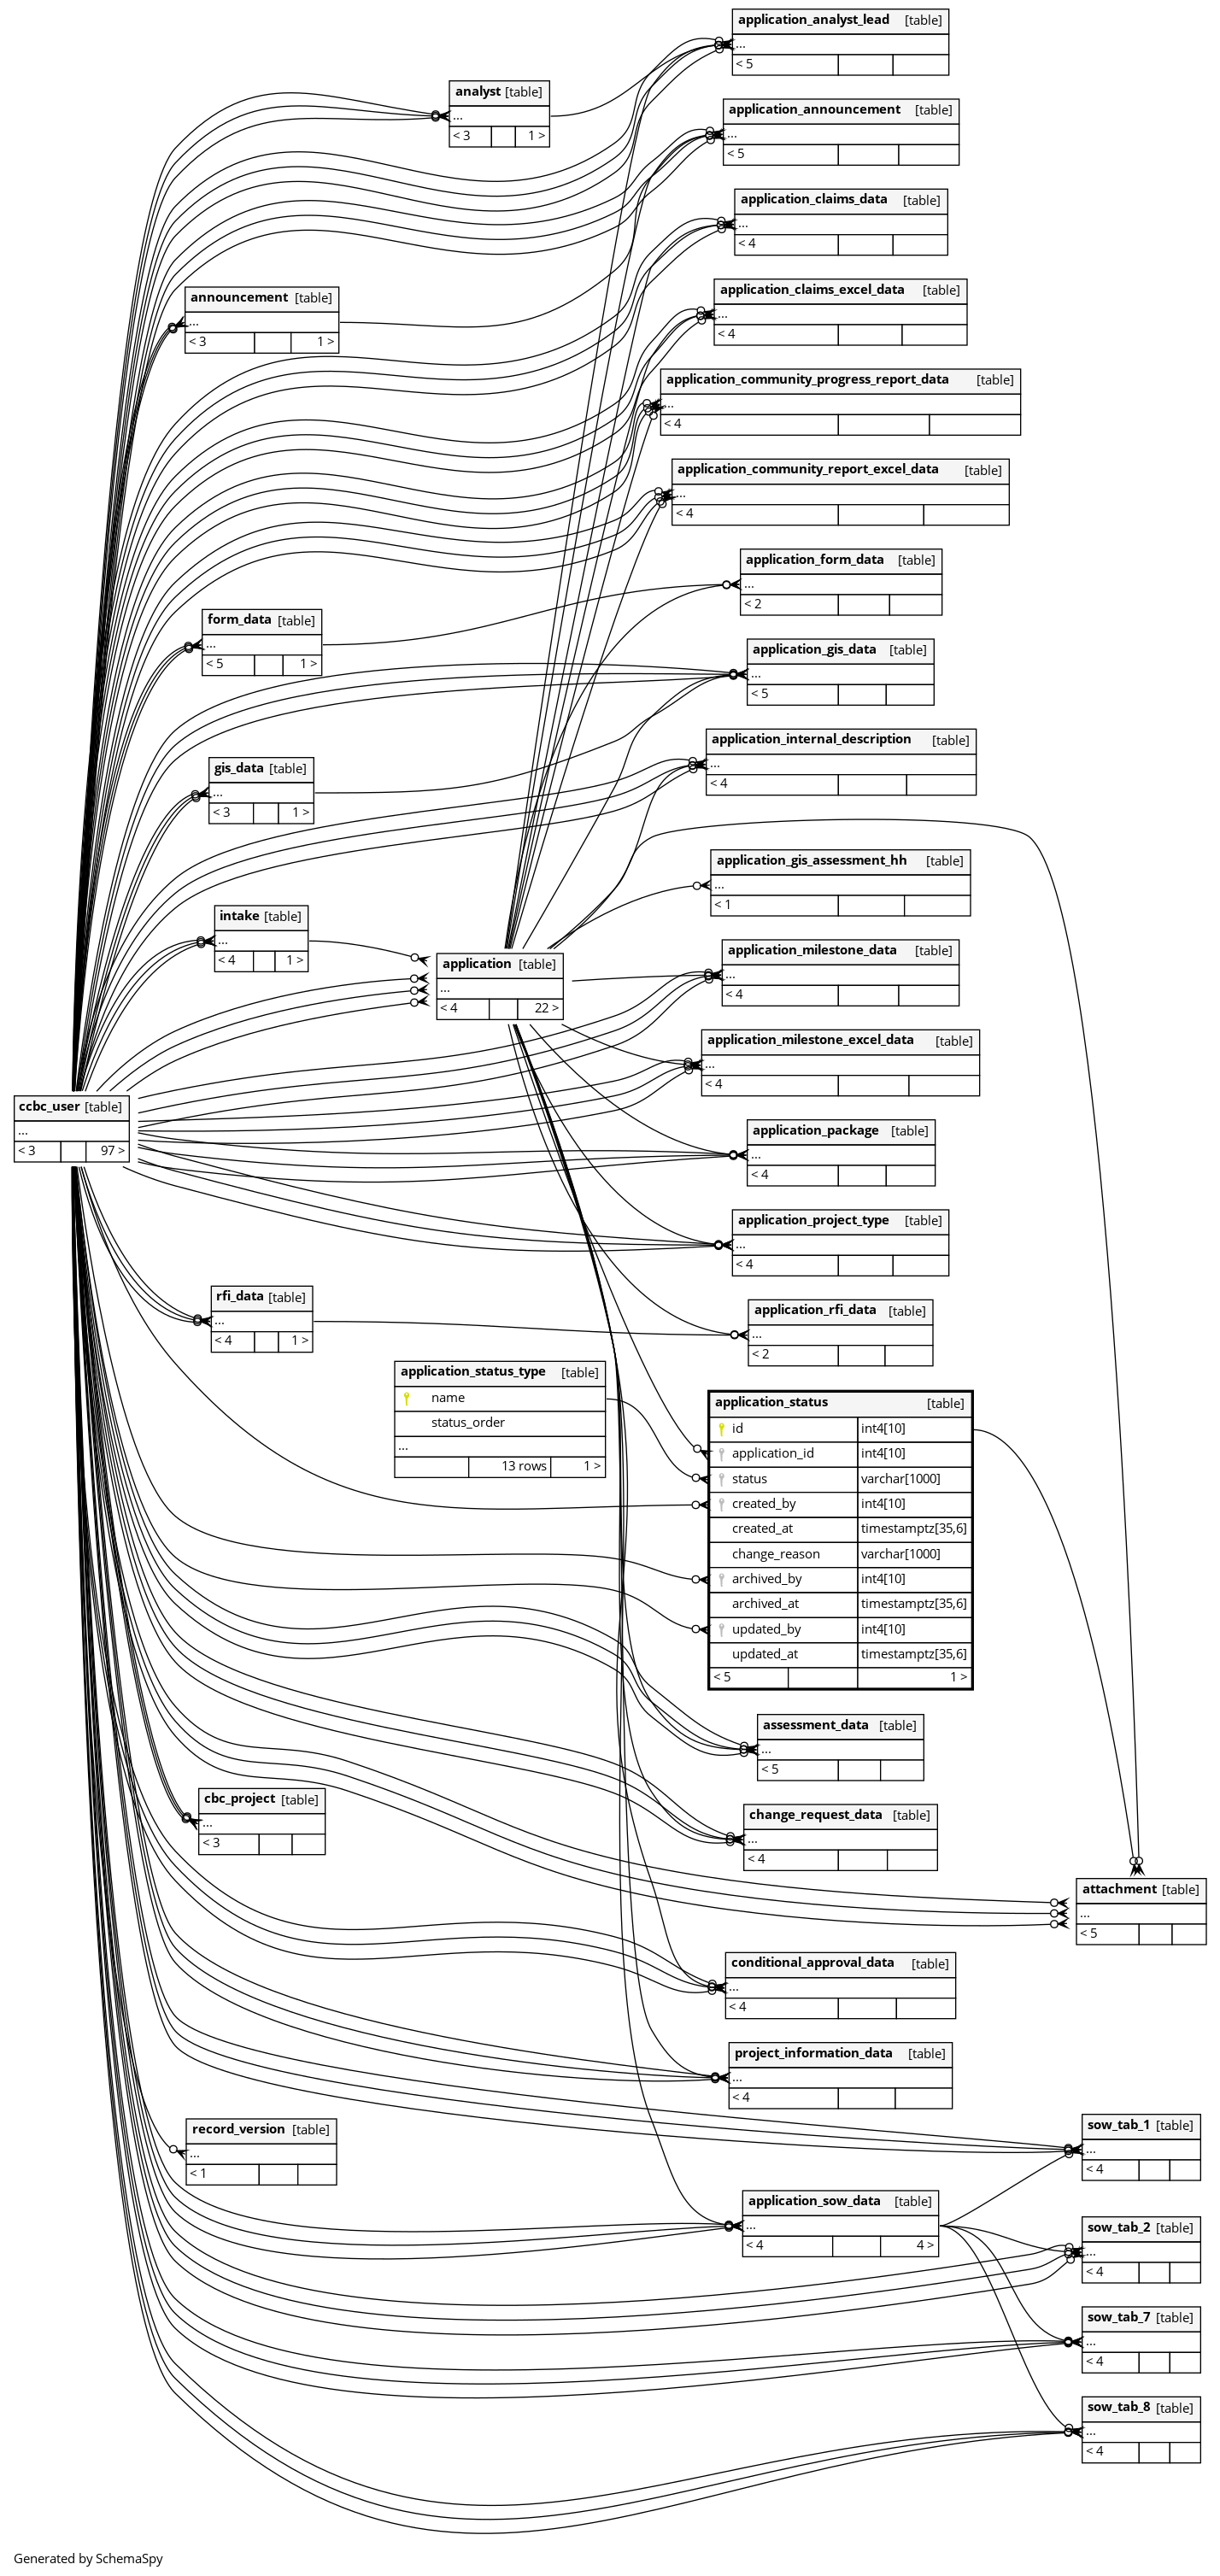 application_analyst_lead [table]
...
< 5
analyst [table]
...
< 3 1 >
application_announcement [table]
...
< 5
application_claims_data [table]
...
< 4
announcement [table]
...
< 3 1 >
application_claims_excel_data [table]
...
< 4
application_community_progress_report_data [table]
...
< 4
application_community_report_excel_data [table]
...
< 4
application_form_data [table]
...
< 2
form_data [table]
...
< 5 1 >
application_gis_data [table]
...
< 5
application_internal_description [table]
...
< 4
gis_data [table]
...
< 3 1 >
application_gis_assessment_hh [table]
...
< 1
intake [table]
...
< 4 1 >
application [table]
...
< 4 22 >
application_milestone_data [table]
...
< 4
application_milestone_excel_data [table]
...
< 4
ccbc_user [table]
...
< 3 97 >
application_package [table]
...
< 4
application_project_type [table]
...
< 4
rfi_data [table]
...
< 4 1 >
application_rfi_data [table]
...
< 2
application_status_type [table]
name
status_order
...
13 rows 1 >
application_status [table]
id int4[10]
application_id int4[10]
status varchar[1000]
created_by int4[10]
created_at timestamptz[35,6]
change_reason varchar[1000]
archived_by int4[10]
archived_at timestamptz[35,6]
updated_by int4[10]
updated_at timestamptz[35,6]
< 5 1 >
assessment_data [table]
...
< 5
cbc_project [table]
...
< 3
change_request_data [table]
...
< 4
attachment [table]
...
< 5
conditional_approval_data [table]
...
< 4
project_information_data [table]
...
< 4
record_version [table]
...
< 1
sow_tab_1 [table]
...
< 4
application_sow_data [table]
...
< 4 4 >
sow_tab_2 [table]
...
< 4
sow_tab_7 [table]
...
< 4
sow_tab_8 [table]
...
< 4
Generated by SchemaSpy